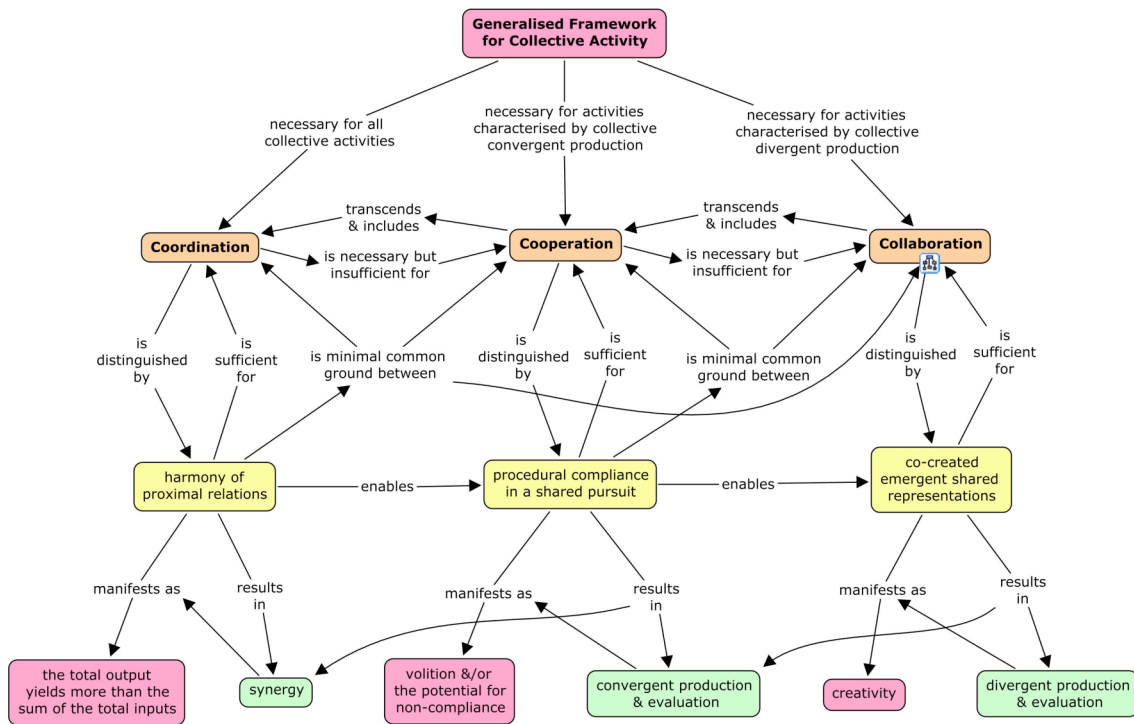 Generalised Framework
for Collective Activity
necessary for all
collective activities
necessary for activities
characterised by collective
convergent production
necessary for activities
characterised by collective
divergent production
transcends
& includes
transcends
& includes
Coordination
Cooperation
Collaboration
is necessary but
insufficient for
is necessary but
insufficient for
is
distinguished
by
is
sufficient
for
is minimal common
ground between
is
distinguished
by
is
sufficient
for
is minimal common
ground between
is
distinguished
by
is
sufficient
for
harmony of
proximal relations
enables
procedural compliance
in a shared pursuit
enables
co-created
emergent shared
representations
manifests as
results
in
manifests as
results
in
manifests as
results
in
the total output
yields more than the
sum of the total inputs
synergy
volition &/or
the potential for
non-compliance
convergent production
& evaluation
creativity
divergent production
& evaluation